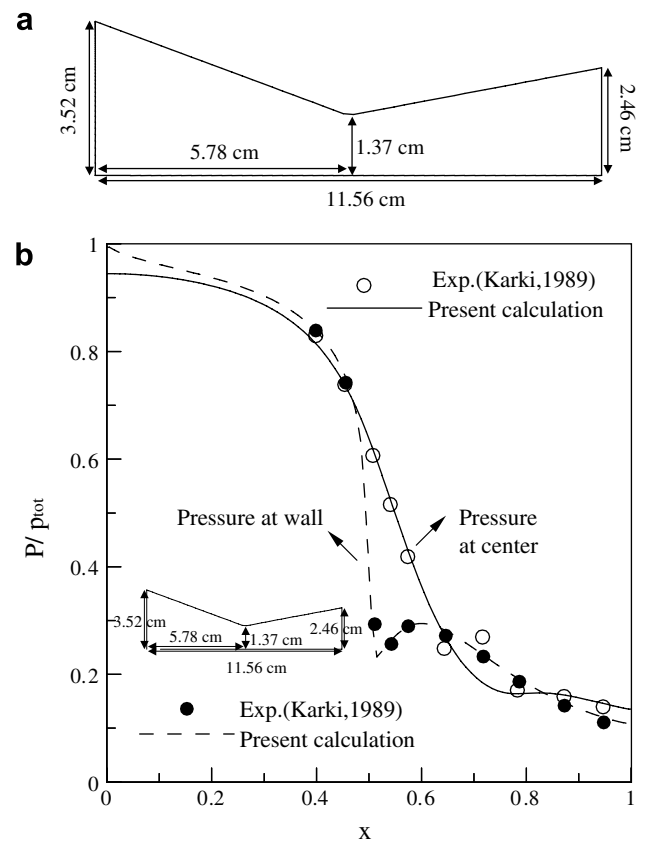 a
3.52 cm
5.78 cm
1.37 cm
2.46 cm
11.56 cm
b
1
0.8
0.6
0.4
0.2
0
P/ ptot
Exp.(Karki,1989)
Present calculation
Pressure at wall
Pressure
at center
3.52 cm
5.78 cm
1.37 cm
2.46 cm
11.56 cm
Exp.(Karki,1989)
Present calculation
0
0.2
0.4
0.6
0.8
1
x